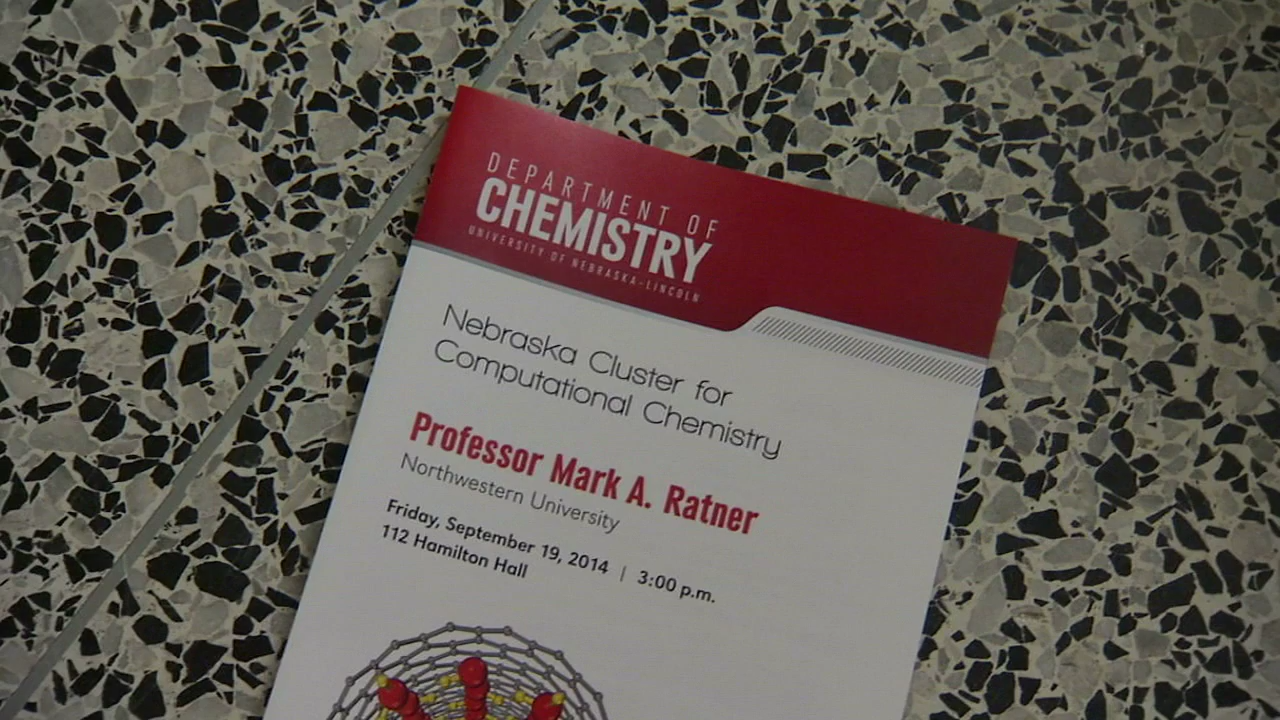 DEPARTMENT OF
CHEMISTRY
UNIVERSITY OF NEBRASKA-LINCOLN
Nebraska Cluster for
Computational Chemistry
Professor Mark A. Ratner
Northwestern University
Friday, September 19, 2014 | 3:00 p.m.
112 Hamilton Hall